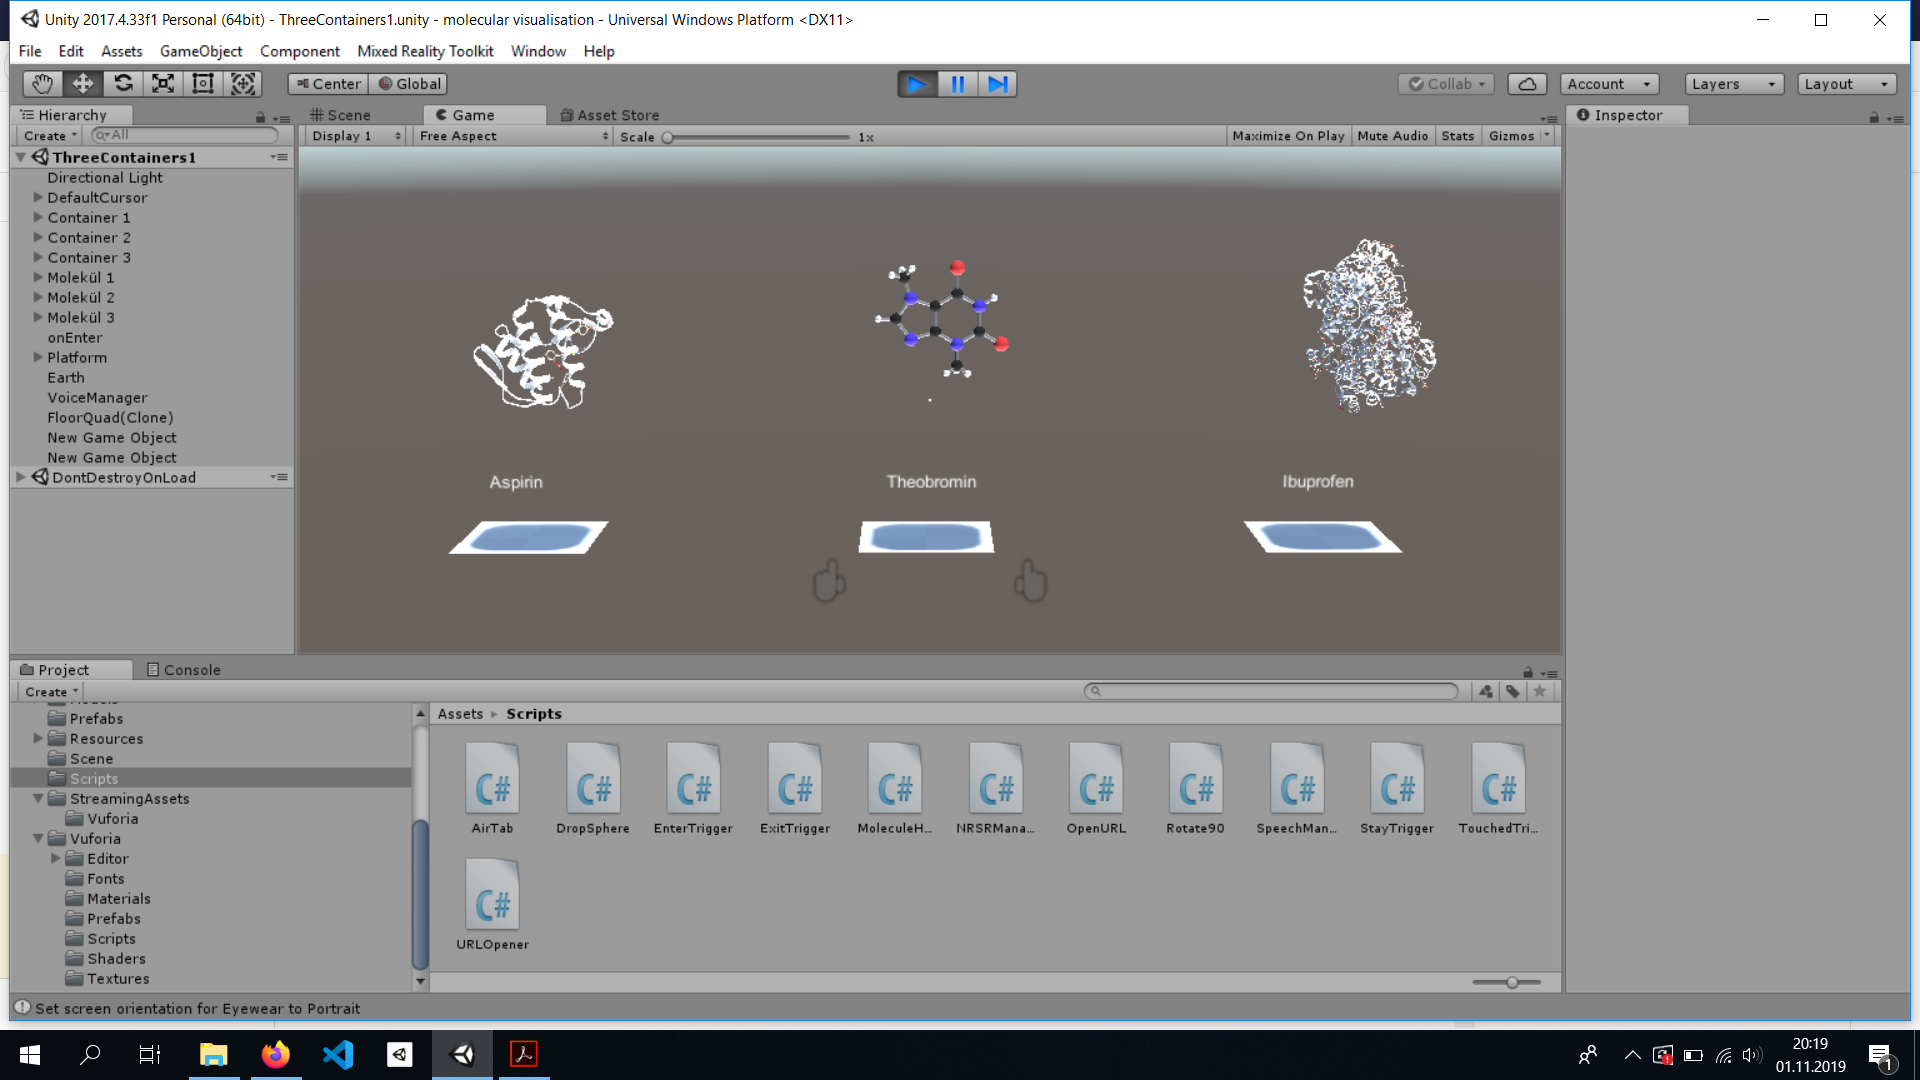 Unity 2017.4.33f1 Personal (64bit) - ThreeContainers1.unity - molecular visualisation - Universal Windows Platform <DX11>
File Edit Assets GameObject Component Mixed Reality Toolkit Window Help
Center Global Collab Account Layers Layout
Hierarchy
Scene Game Asset Store
Inspector
Create All
Display 1 Free Aspect Scale 1x Maximize On Play Mute Audio Stats Gizmos
ThreeContainers1
Directional Light
DefaultCursor
Container 1
Container 2
Container 3
Molekül 1
Molekül 2
Molekül 3
onEnter
Platform
Earth
VoiceManager
FloorQuad(Clone)
New Game Object
New Game Object
DontDestroyOnLoad
Aspirin Theobromin Ibuprofen
Project Console
Create
Prefabs
Resources
Scene
Scripts
StreamingAssets
Vuforia
Vuforia
Editor
Fonts
Materials
Prefabs
Scripts
Shaders
Textures
Assets Scripts
C# C# C# C# C# C# C# C# C# C# C#
AirTab DropSphere EnterTrigger ExitTrigger MoleculeH... NRSRMana... OpenURL Rotate90 SpeechMan... StayTrigger TouchedTri...
C#
URLOpener
Set screen orientation for Eyewear to Portrait
20:19
01.11.2019
1